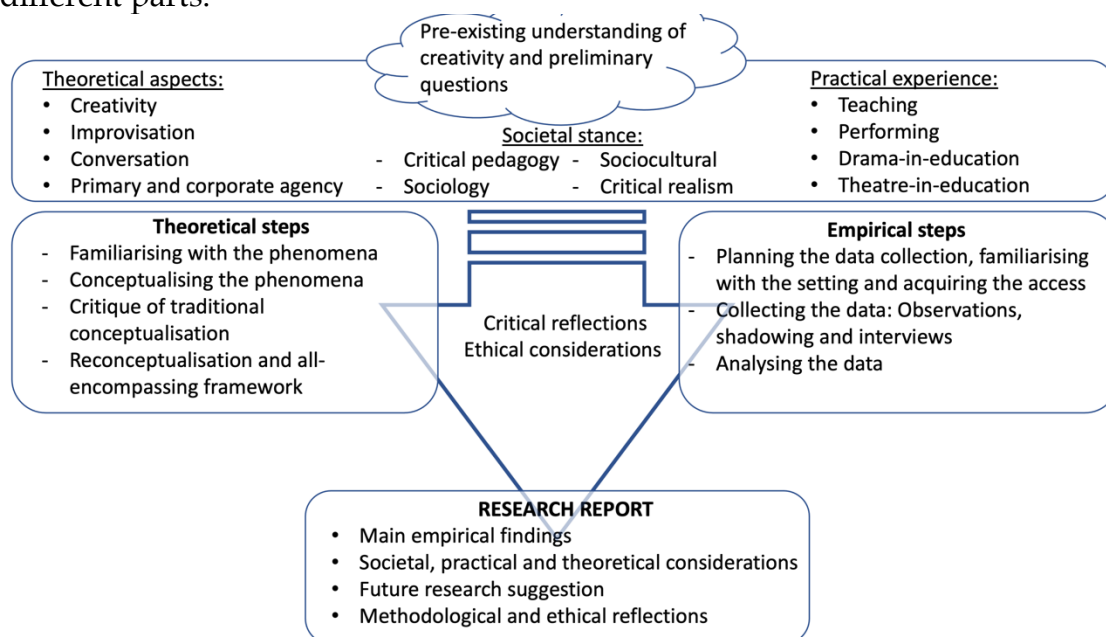 different parts.
Pre-existing understanding of
creativity and preliminary
questions
Theoretical aspects:
• Creativity
• Improvisation
• Conversation
• Primary and corporate agency
Societal stance:
- Critical pedagogy - Sociocultural
- Sociology - Critical realism
Practical experience:
• Teaching
• Performing
• Drama-in-education
• Theatre-in-education
Theoretical steps
- Familiarising with the phenomena
- Conceptualising the phenomena
- Critique of traditional
conceptualisation
- Reconceptualisation and all-
encompassing framework
Critical reflections
Ethical considerations
Empirical steps
- Planning the data collection, familiarising
with the setting and acquiring the access
- Collecting the data: Observations,
shadowing and interviews
- Analysing the data
RESEARCH REPORT
• Main empirical findings
• Societal, practical and theoretical considerations
• Future research suggestion
• Methodological and ethical reflections